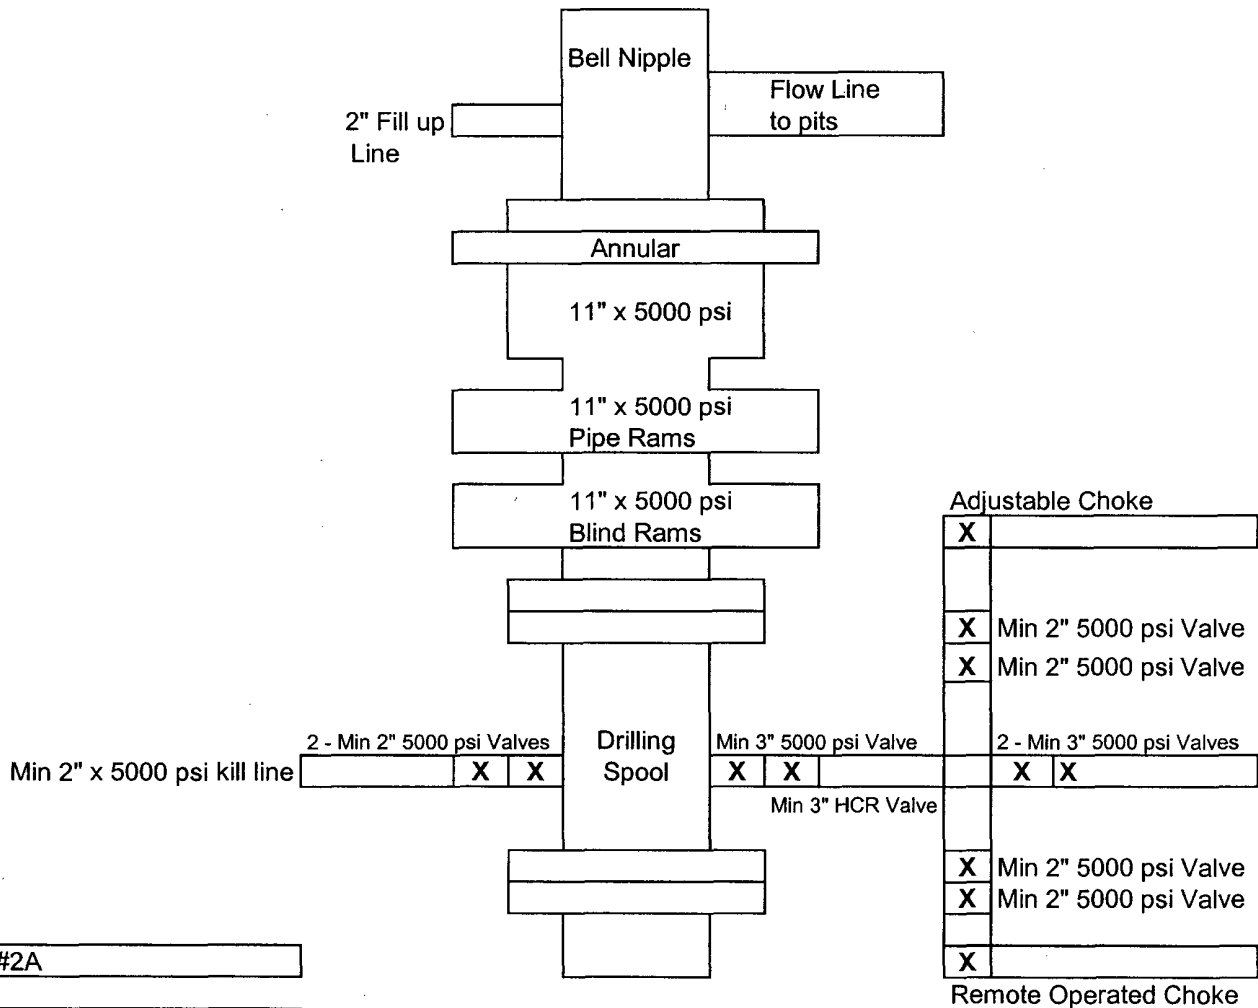 Bell Nipple
Flow Line
to pits
2" Fill up
Line
Annular
11" x 5000 psi
11" x 5000 psi
Pipe Rams
11" x 5000 psi
Blind Rams
Adjustable Choke
X
X Min 2" 5000 psi Valve
X Min 2" 5000 psi Valve
2 - Min 2" 5000 psi Valves
Drilling
Spool
Min 3" 5000 psi Valve
2 - Min 3" 5000 psi Valves
Min 2" x 5000 psi kill line
X X
X X
X X
Min 3" HCR Valve
X Min 2" 5000 psi Valve
X Min 2" 5000 psi Valve
#2A
X
Remote Operated Choke